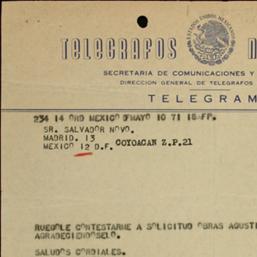 TELEGRAFOS N
SECRETARIA DE COMUNICACIONES Y
DIRECCION GENERAL DE TELEGRAFOS
TELEGRAM
234 14 ORD MEXICO DF MAYO 10 71 18
SR. SALVADOR NOVO.
MADRID. 13
MEXICO 12 D.F. COYOACAN Z.P.21
RUEGOLE CONTESTARME A SOLICITUD OBRAS AGUSTI
AGRADECIENDOSELO.
SALUDOS CORDIALES.